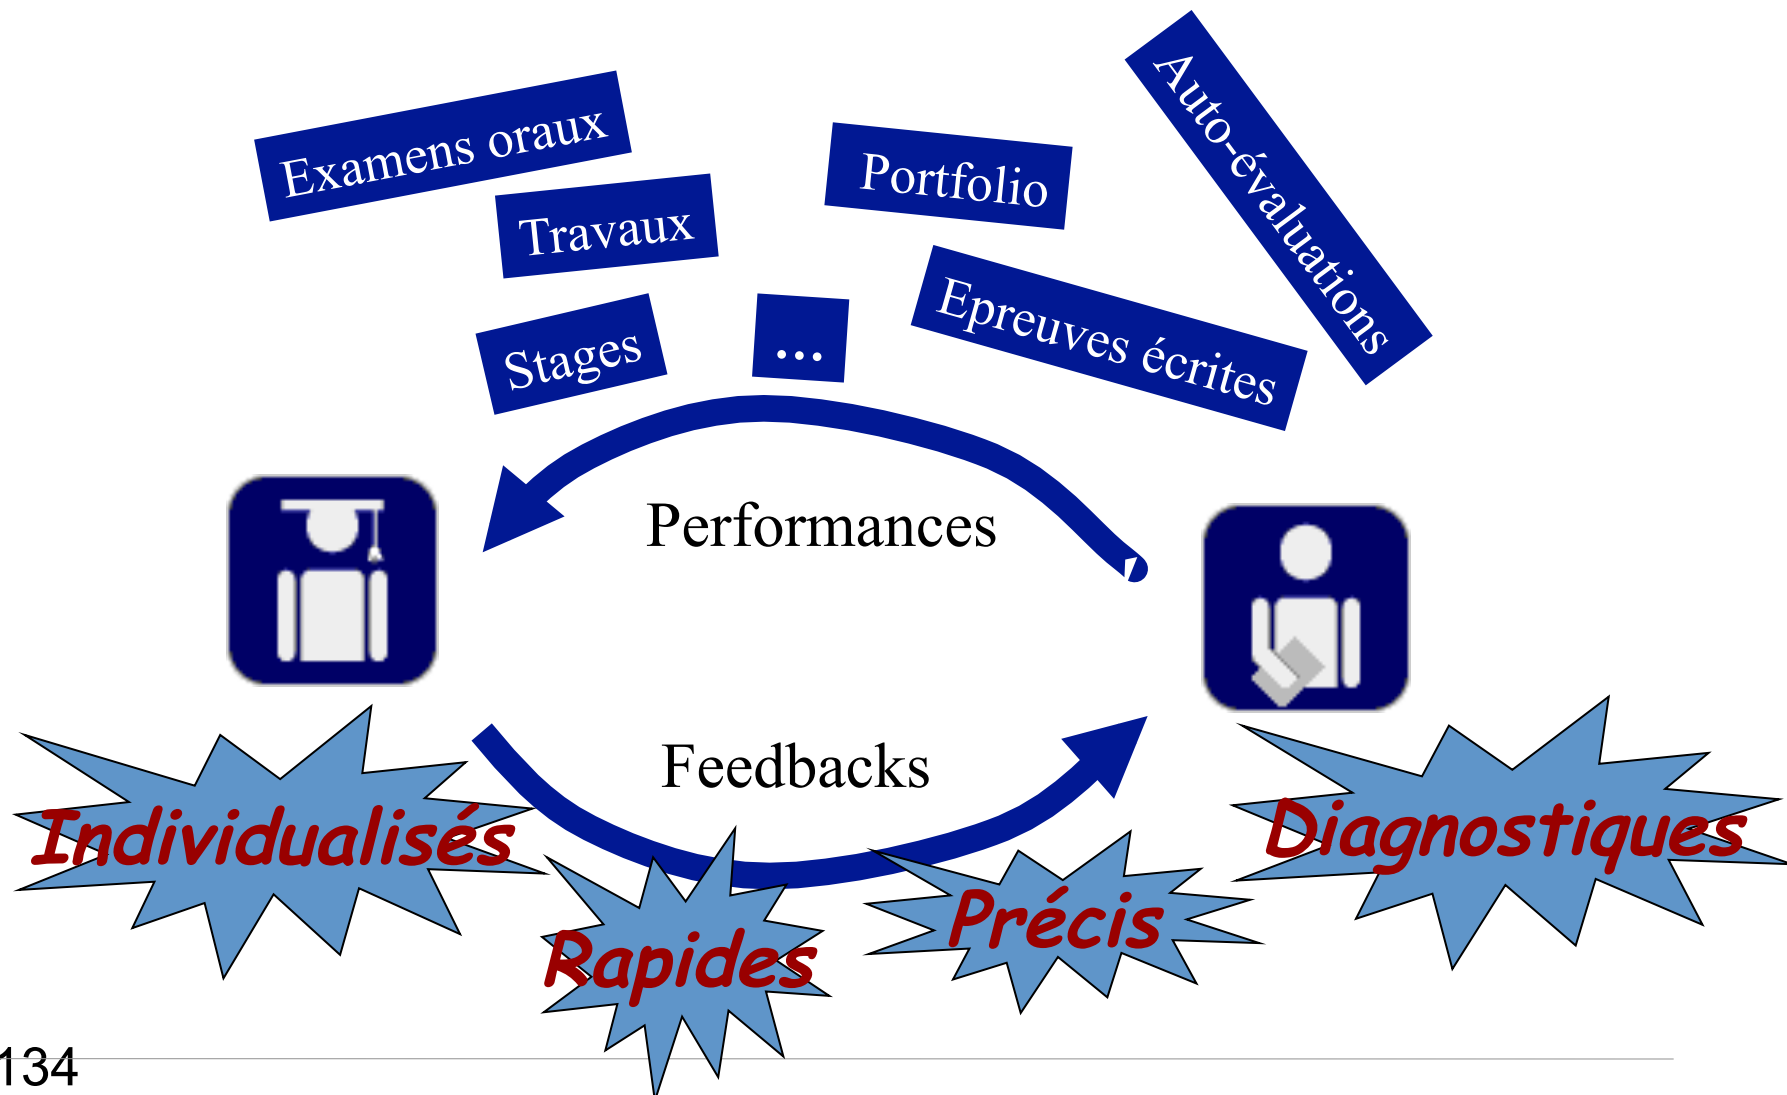 Examens oraux
Travaux
Portfolio
Auto-évaluations
Stages
...
Epreuves écrites
Performances
Feedbacks
Individualisés
Rapides
Précis
Diagnostiques
134